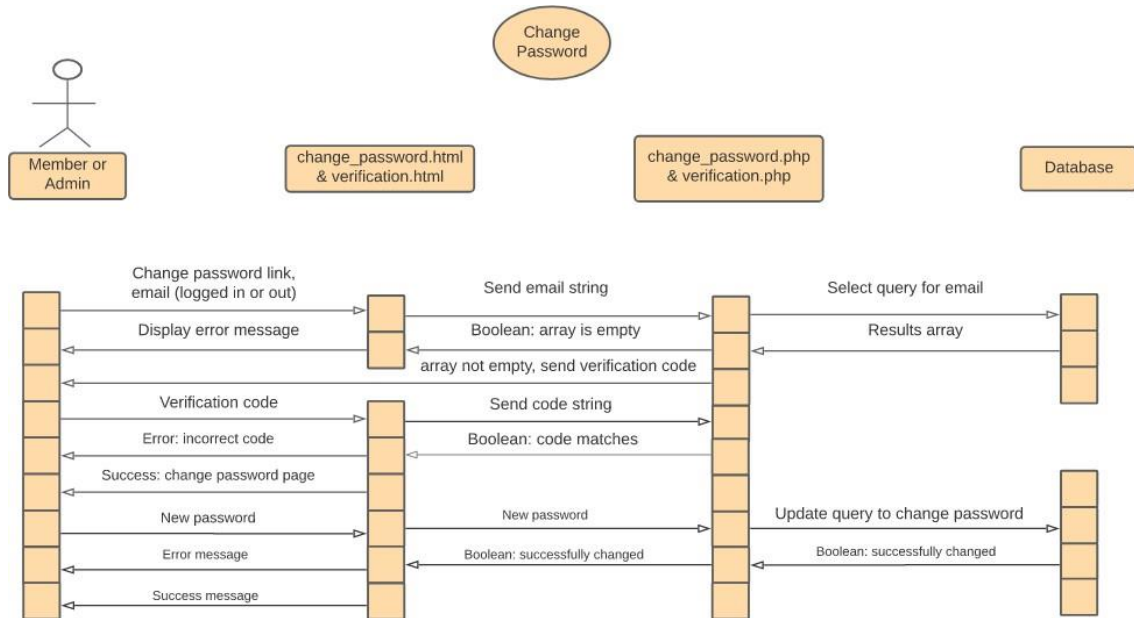 Change
Password
Member or
Admin
change_password.html
& verification.html
change_password.php
& verification.php
Database
Change password link,
email (logged in or out)
Send email string
Select query for email
Display error message
Boolean: array is empty
Results array
array not empty, send verification code
Verification code
Send code string
Error: incorrect code
Boolean: code matches
Success: change password page
New password
New password
Update query to change password
Error message
Boolean: successfully changed
Boolean: successfully changed
Success message